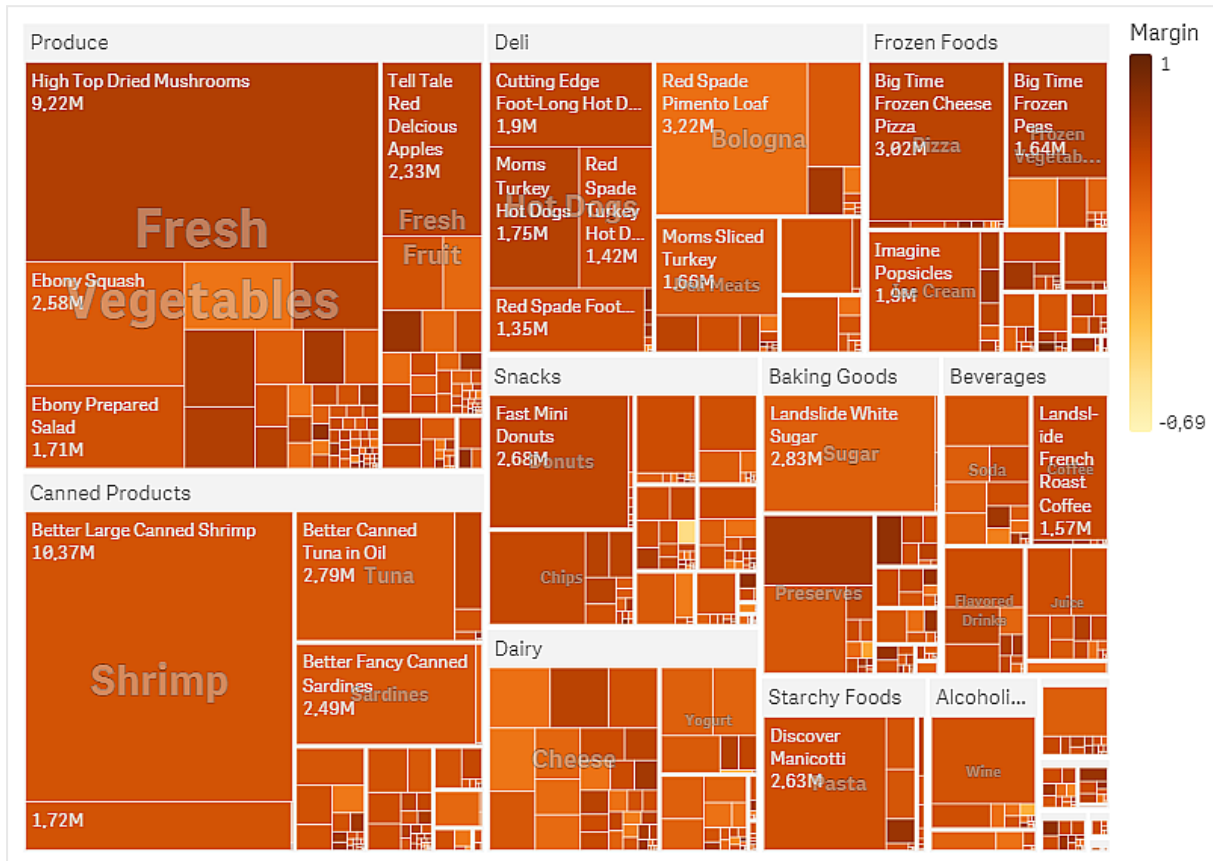 Produce
High Top Dried Mushrooms
9,22M
Tell Tale
Red
Delcious
Apples
2,33M
Fresh
Vegetables
Fresh
Fruit
Ebony Squash
2,58M
Ebony Prepared
Salad
1,71M
Deli
Cutting Edge
Foot-Long Hot D...
1,9M
Moms
Turkey
Hot Dogs
1,75M
Red
Spade
Turkey
Hot D...
1,42M
Hot Dogs
Red Spade Foot...
1,35M
Red Spade
Pimento Loaf
3,22M
Bologna
Moms Sliced
Turkey
1,66M
Deli Meats
Frozen Foods
Big Time
Frozen Cheese
Pizza
3,02M
Pizza
Big Time
Frozen
Peas
1,64M
Frozen
Vegetab...
Imagine
Popsicles
1,9M
Ice Cream
Margin
1
-0,69
Canned Products
Better Large Canned Shrimp
10,37M
Shrimp
1,72M
Better Canned
Tuna in Oil
2,79M
Tuna
Better Fancy Canned
Sardines
2,49M
Sardines
Snacks
Fast Mini
Donuts
2,68M
Donuts
Chips
Baking Goods
Landslide White
Sugar
2,83M
Sugar
Preserves
Beverages
Soda
Landsl-
ide
French
Roast
Coffee
1,57M
Coffee
Flavored
Drinks
Juice
Dairy
Cheese
Yogurt
Starchy Foods
Discover
Manicotti
2,63M
Pasta
Alcoholi...
Wine